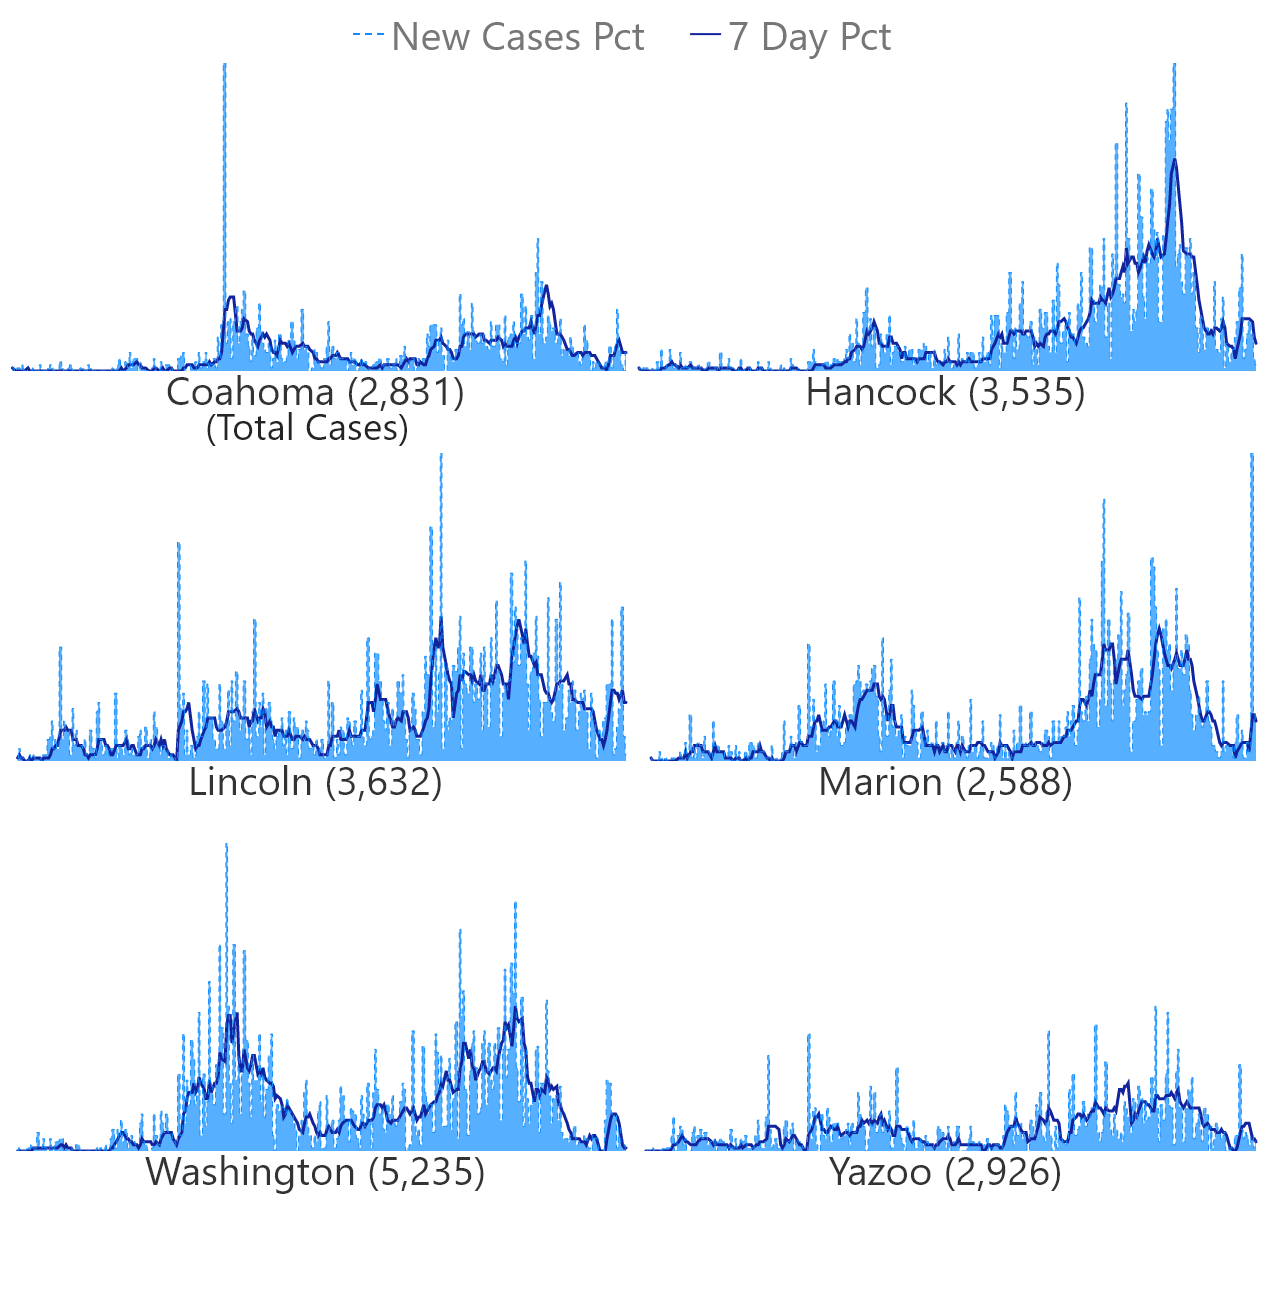 New Cases Pct 7 Day Pct
Coahoma (2,831) Hancock (3,535)
(Total Cases)
Lincoln (3,632) Marion (2,588)
Washington (5,235) Yazoo (2,926)